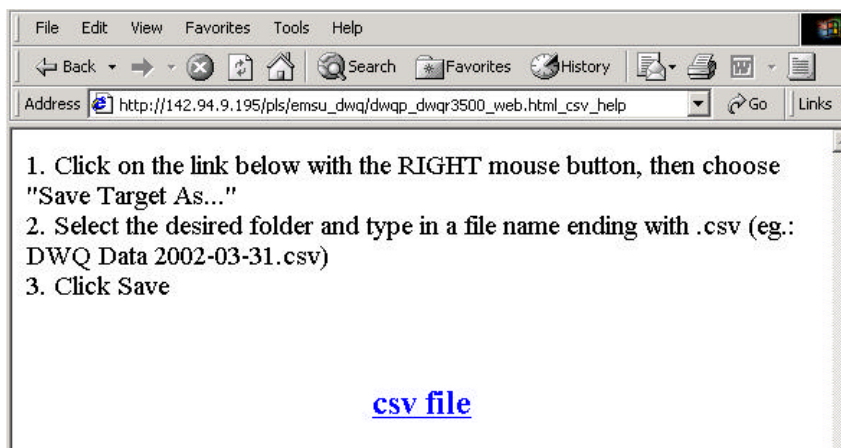 File Edit View Favorites Tools Help
Back Search Favorites History
Address http://142.94.9.195/pls/emsu_dwq/dwqp_dwqr3500_web.html_csv_help Go Links
1. Click on the link below with the RIGHT mouse button, then choose
"Save Target As..."
2. Select the desired folder and type in a file name ending with .csv (eg.:
DWQ Data 2002-03-31.csv)
3. Click Save
csv file